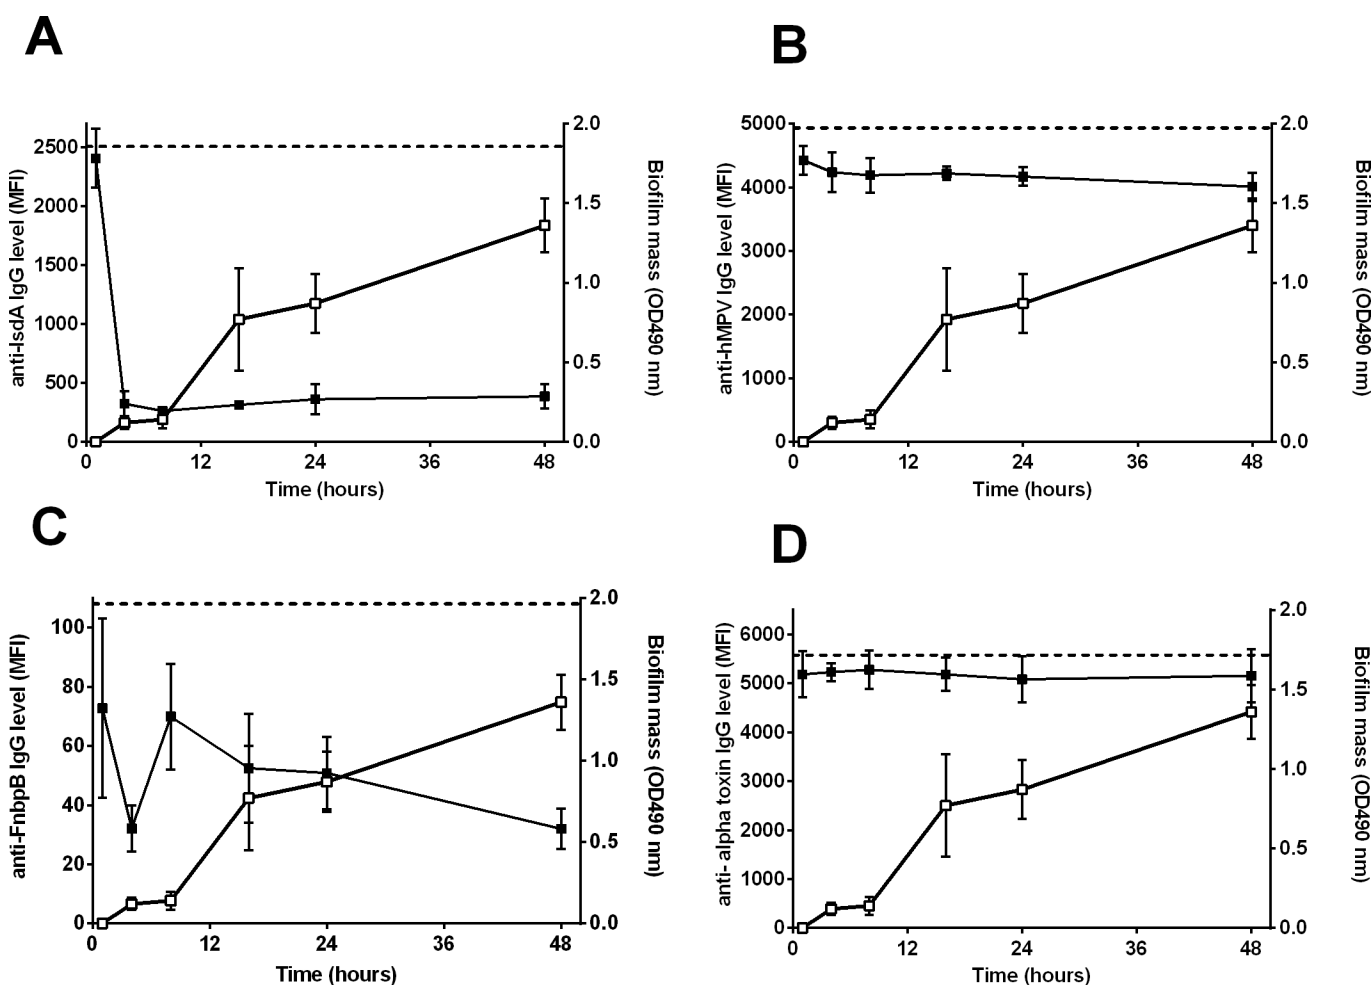 A
2500
2000
1500
1000
500
0
anti-IsdA IgG level (MFI)
2.0
1.5
1.0
0.5
0.0
Biofilm mass (OD490 nm)
0 12 24 36 48
Time (hours)
B
5000
4000
3000
2000
1000
0
anti-hMPV IgG level (MFI)
2.0
1.5
1.0
0.5
0.0
Biofilm mass (OD490 nm)
0 12 24 36 48
Time (hours)
C
100
80
60
40
20
0
anti-FnbpB IgG level (MFI)
2.0
1.5
1.0
0.5
0.0
Biofilm mass (OD490 nm)
0 12 24 36 48
Time (hours)
D
6000
5000
4000
3000
2000
1000
0
anti- alpha toxin IgG level (MFI)
2.0
1.5
1.0
0.5
0.0
Biofilm mass (OD490 nm)
0 12 24 36 48
Time (hours)